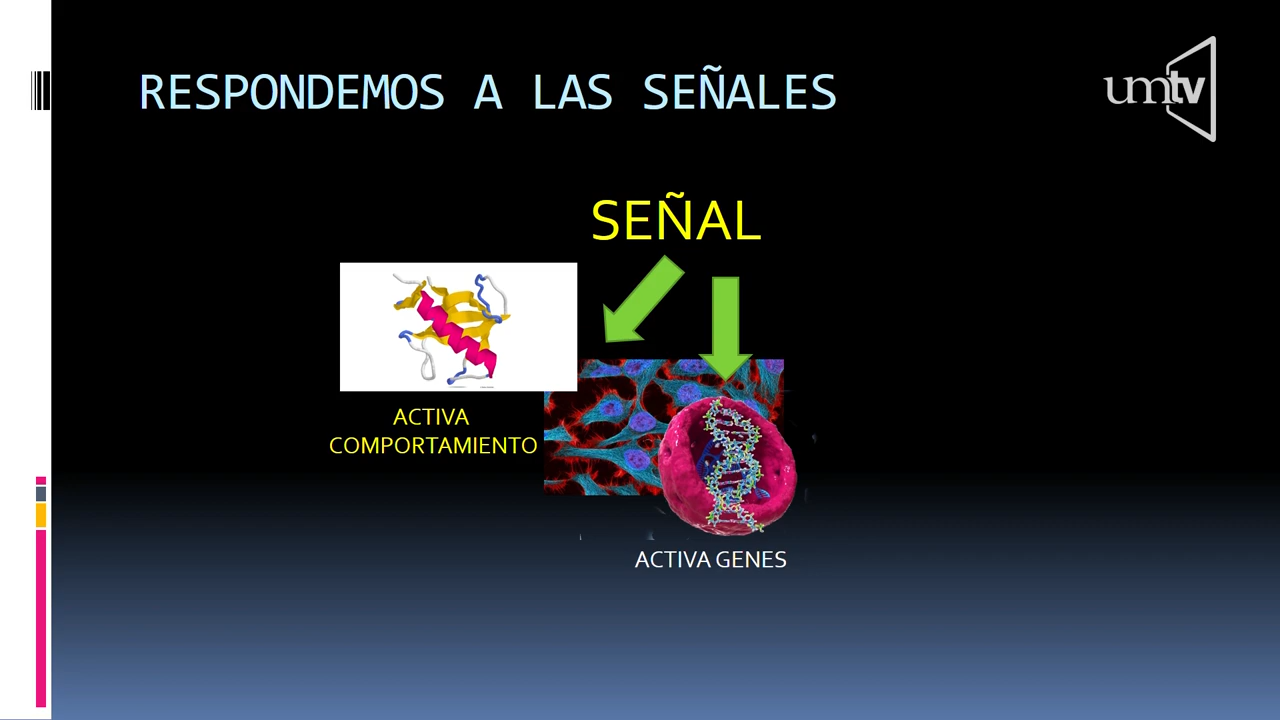 RESPONDEMOS A LAS SEÑALES
umtv
SEÑAL
ACTIVA
COMPORTAMIENTO
ACTIVA GENES